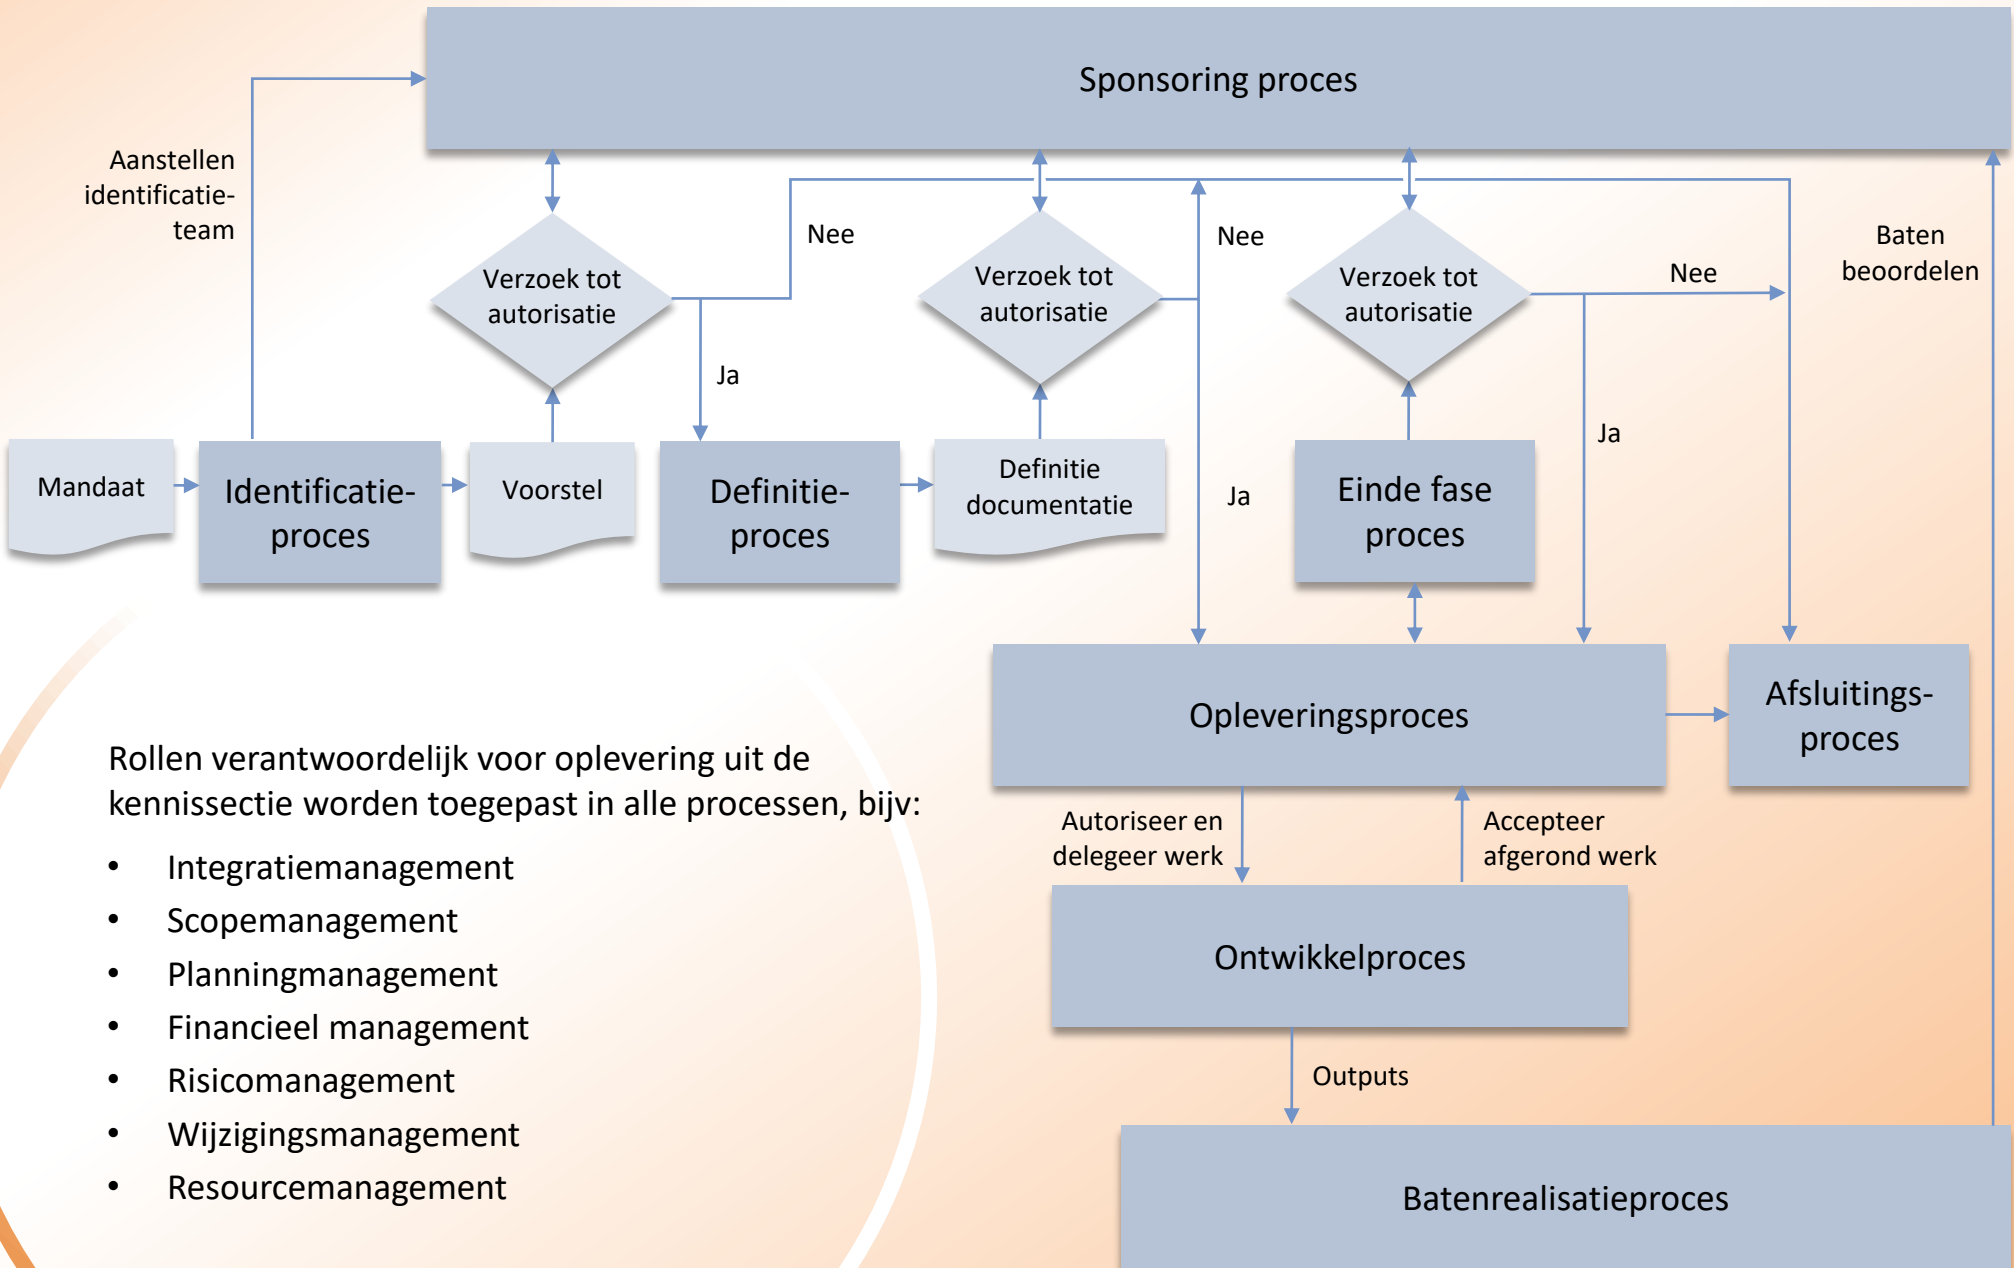 Sponsoring proces
Aanstellen
identificatie-
team
Nee
Nee
Nee
Baten
beoordelen
Verzoek tot
autorisatie
Verzoek tot
autorisatie
Verzoek tot
autorisatie
Ja
Ja
Ja
Mandaat
Identificatie-
proces
Voorstel
Definitie-
proces
Definitie
documentatie
Einde fase
proces
Opleveringsproces
Afsluitings-
proces
Rollen verantwoordelijk voor oplevering uit de
kennissectie worden toegepast in alle processen, bijv:
• Integratiemanagement
• Scopemanagement
• Planningmanagement
• Financieel management
• Risicomanagement
• Wijzigingsmanagement
• Resourcemanagement
Autoriseer en
delegeer werk
Accepteer
afgerond werk
Ontwikkelproces
Outputs
Batenrealisatieproces